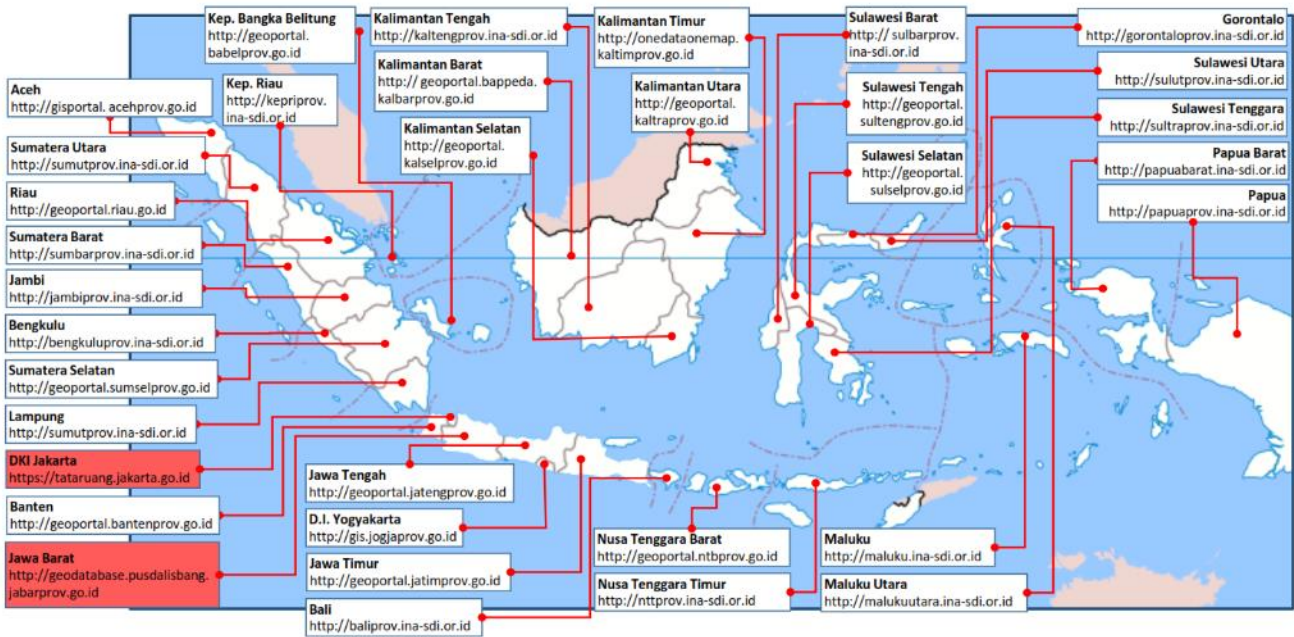 Kep. Bangka Belitung
http://geoportal.
babelprov.go.id
Kalimantan Tengah
http://kaltengprov.ina-sdi.or.id
Kalimantan Timur
http://onedataonemap.
kaltimprov.go.id
Sulawesi Barat
http:// sulbarprov.
ina-sdi.or.id
Gorontalo
http://gorontaloprov.ina-sdi.or.id
Aceh
http://gisportal. acehprov.go.id
Kep. Riau
http://kepriprov.
ina-sdi.or.id
Kalimantan Barat
http:// geoportal.bappeda.
kalbarprov.go.id
Kalimantan Utara
http://geoportal.
kaltraprov.go.id
Sulawesi Tengah
http://geoportal.
sultengprov.go.id
Sulawesi Utara
http://sulutprov.ina-sdi.or.id
Sumatera Utara
http://sumutprov.ina-sdi.or.id
Kalimantan Selatan
http://geoportal.
kalselprov.go.id
Sulawesi Selatan
http://geoportal.
sulselprov.go.id
Sulawesi Tenggara
http://sultraprov.ina-sdi.or.id
Papua Barat
http://papuabarat.ina-sdi.or.id
Papua
http://papuaprov.ina-sdi.or.id
Riau
http://geoportal.riau.go.id
Sumatera Barat
http://sumbarprov.ina-sdi.or.id
Jambi
http://jambiprov.ina-sdi.or.id
Bengkulu
http://bengkuluprov.ina-sdi.or.id
Sumatera Selatan
http://geoportal.sumselprov.go.id
Lampung
http://sumutprov.ina-sdi.or.id
DKI Jakarta
https://tataruang.jakarta.go.id
Banten
http://geoportal.bantenprov.go.id
Jawa Barat
http://geodatabase.pusdalisbang.
jabarprov.go.id
Jawa Tengah
http://geoportal.jatengprov.go.id
D.I. Yogyakarta
http://gis.jogjaprov.go.id
Jawa Timur
http://geoportal.jatimprov.go.id
Bali
http://baliprov.ina-sdi.or.id
Nusa Tenggara Barat
http://geoportal.ntbprov.go.id
Nusa Tenggara Timur
http://nttprov.ina-sdi.or.id
Maluku
http://maluku.ina-sdi.or.id
Maluku Utara
http://malukuutara.ina-sdi.or.id